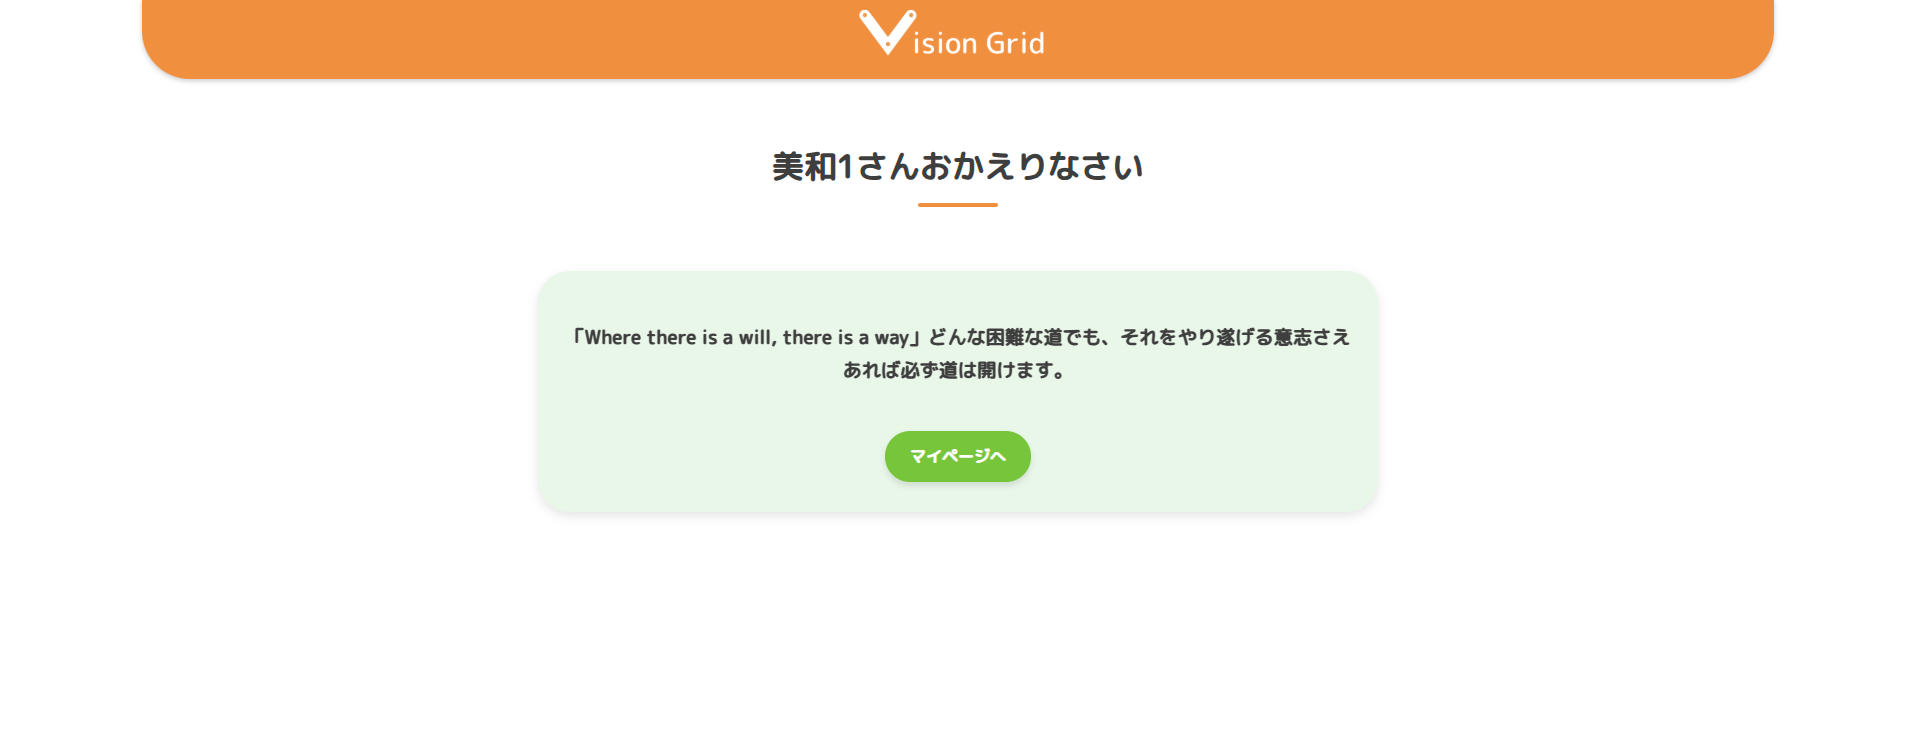 Vision Grid
美和1さんおかえりなさい
「Where there is a will, there is a way」どんな困難な道でも、それをやり遂げる意志さえ
あれば必ず道は開けます。
マイページへ